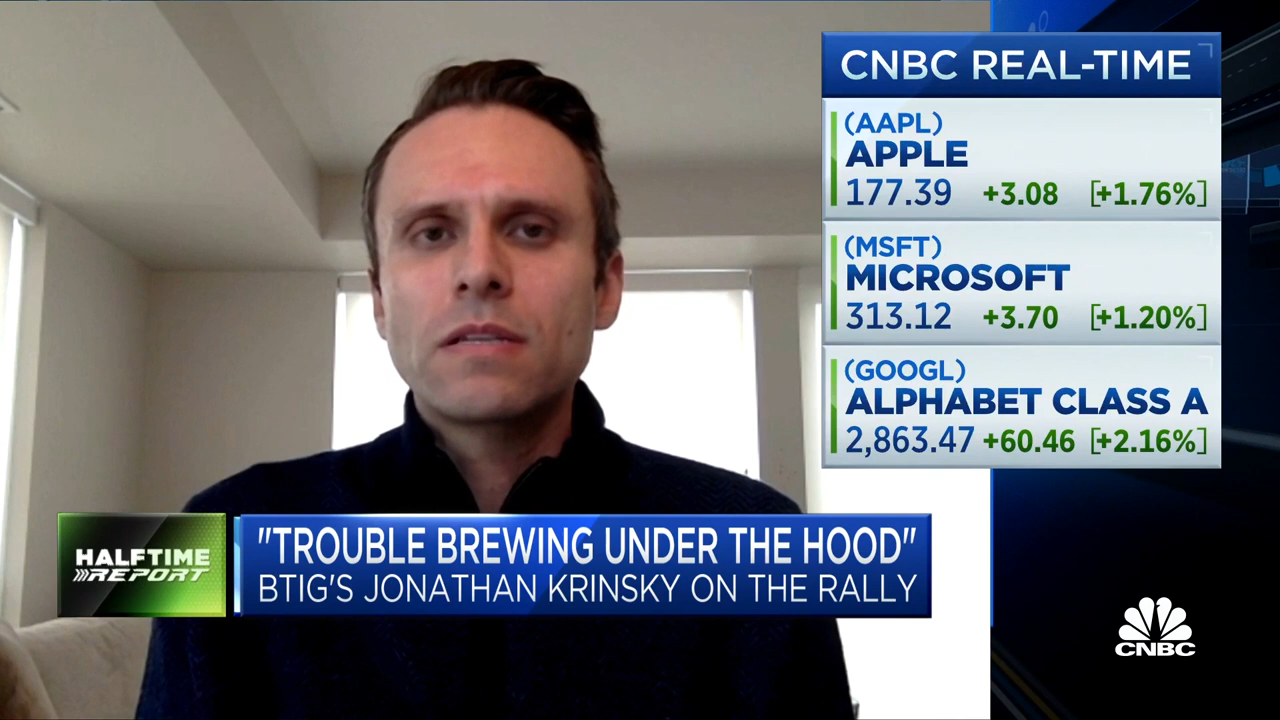 CNBC REAL-TIME
(AAPL)
APPLE
177.39 +3.08 [+1.76%]
(MSFT)
MICROSOFT
313.12 +3.70 [+1.20%]
(GOOGL)
ALPHABET CLASS A
2,863.47 +60.46 [+2.16%]
HALFTIME
REPORT
"TROUBLE BREWING UNDER THE HOOD"
BTIG'S JONATHAN KRINSKY ON THE RALLY
CNBC